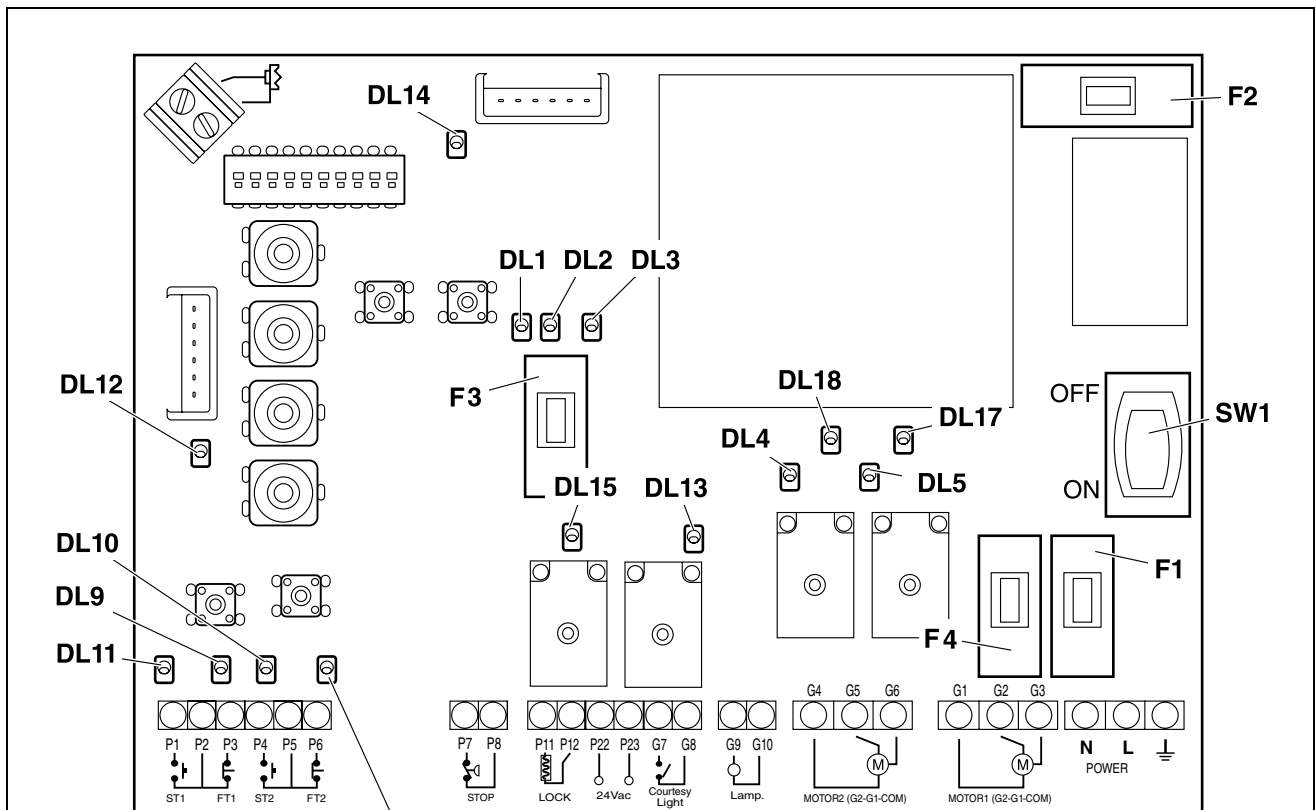 DL14
F2
DL1 DL2 DL3
DL12
F3
DL18
OFF
DL17
SW1
DL4
DL5
ON
DL15 DL13
DL10
F1
DL9
F4
DL11
G4 G5 G6 G1 G2 G3
P1 P2 P3 P4 P5 P6 P7 P8 P11 P12 P22 P23 G7 G8 G9 G10 N L
POWER
ST1 FT1 ST2 FT2 STOP LOCK 24Vac Courtesy Light Lamp. MOTOR2 (G2-G1-COM) MOTOR1 (G2-G1-COM)
M M